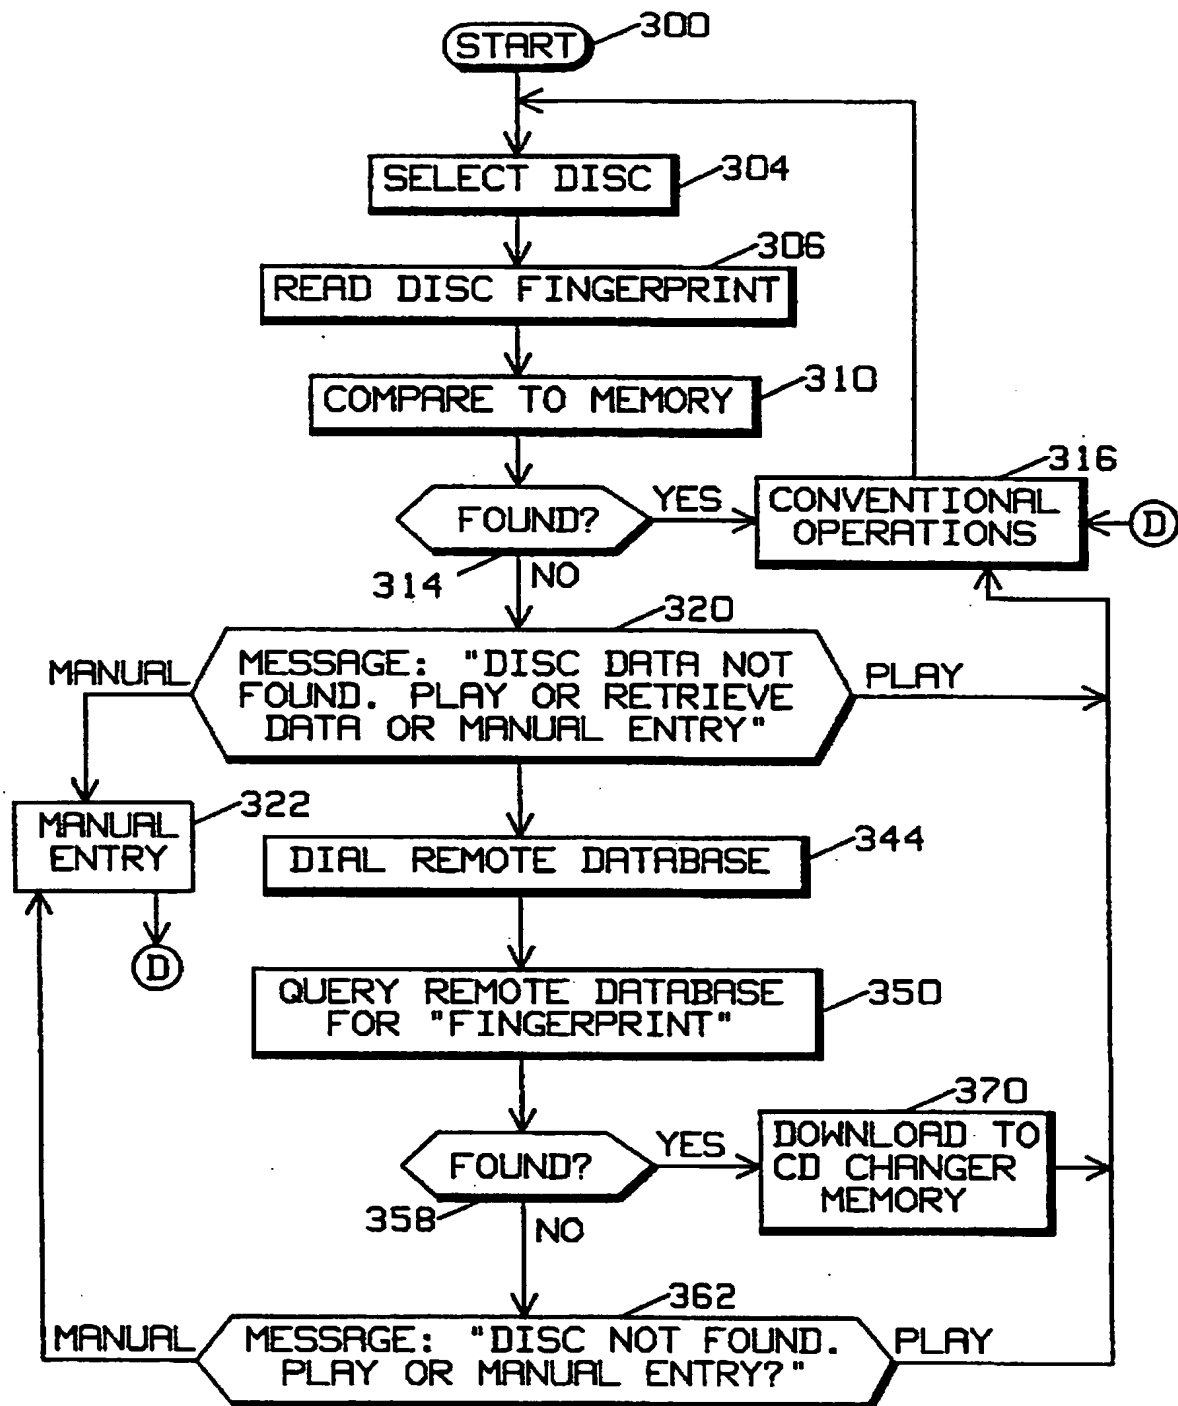 START
300
SELECT DISC
304
306
READ DISC FINGERPRINT
COMPARE TO MEMORY
310
316
FOUND?
YES
CONVENTIONAL
OPERATIONS
D
314
NO
320
MANUAL
MESSAGE: "DISC DATA NOT
FOUND. PLAY OR RETRIEVE
DATA OR MANUAL ENTRY"
PLAY
322
MANUAL
ENTRY
D
DIAL REMOTE DATABASE
344
QUERY REMOTE DATABASE
FOR "FINGERPRINT"
350
370
FOUND?
YES
DOWNLOAD TO
CD CHANGER
MEMORY
358
NO
362
MANUAL
MESSAGE: "DISC NOT FOUND.
PLAY OR MANUAL ENTRY?"
PLAY